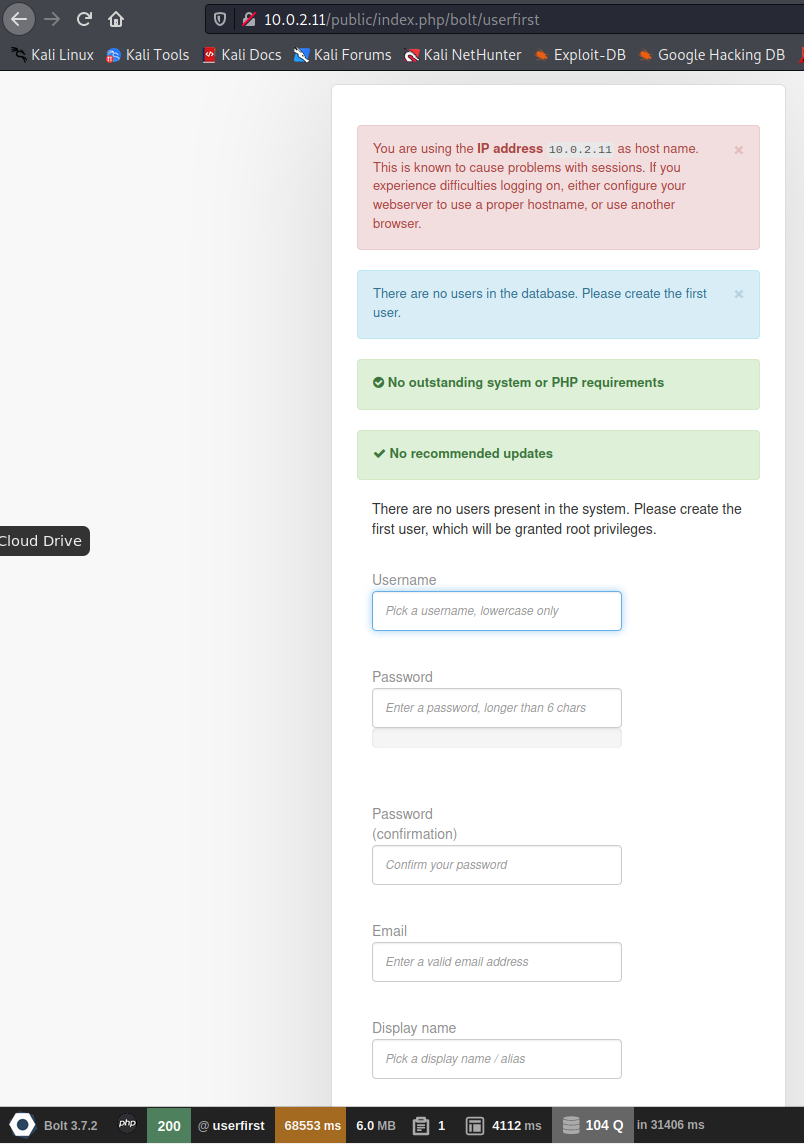 10.0.2.11/public/index.php/bolt/userfirst
Kali Linux Kali Tools Kali Docs Kali Forums Kali NetHunter Exploit-DB Google Hacking DB
You are using the IP address 10.0.2.11 as host name.
This is known to cause problems with sessions. If you
experience difficulties logging on, either configure your
webserver to use a proper hostname, or use another
browser.
There are no users in the database. Please create the first
user.
No outstanding system or PHP requirements
No recommended updates
There are no users present in the system. Please create the
first user, which will be granted root privileges.
Cloud Drive
Username
Pick a username, lowercase only
Password
Enter a password, longer than 6 chars
Password
(confirmation)
Confirm your password
Email
Enter a valid email address
Display name
Pick a display name / alias
Bolt 3.7.2 php 200 @ userfirst 68553 ms 6.0 MB 1 4112 ms 104 Q in 31406 ms